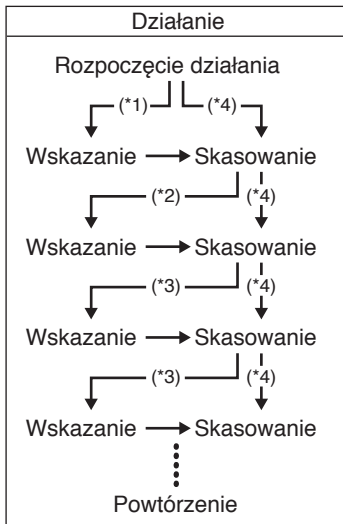 Działanie
Rozpoczęcie działania
(*1) (*4)
Wskazanie Skasowanie
(*2) (*4)
Wskazanie Skasowanie
(*3) (*4)
Wskazanie Skasowanie
(*3) (*4)
Wskazanie Skasowanie
Powtórzenie